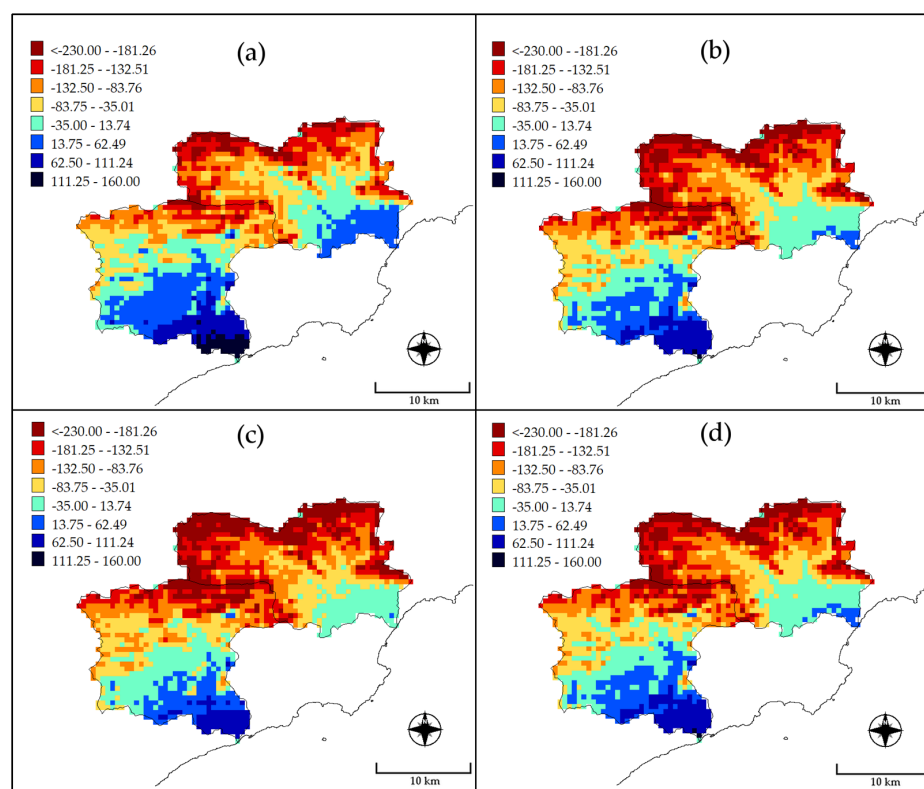 (a)
<-230.00 - -181.26
-181.25 - -132.51
-132.50 - -83.76
-83.75 - -35.01
-35.00 - 13.74
13.75 - 62.49
62.50 - 111.24
111.25 - 160.00
10 km
(b)
<-230.00 - -181.26
-181.25 - -132.51
-132.50 - -83.76
-83.75 - -35.01
-35.00 - 13.74
13.75 - 62.49
62.50 - 111.24
111.25 - 160.00
10 km
(c)
<-230.00 - -181.26
-181.25 - -132.51
-132.50 - -83.76
-83.75 - -35.01
-35.00 - 13.74
13.75 - 62.49
62.50 - 111.24
111.25 - 160.00
10 km
(d)
<-230.00 - -181.26
-181.25 - -132.51
-132.50 - -83.76
-83.75 - -35.01
-35.00 - 13.74
13.75 - 62.49
62.50 - 111.24
111.25 - 160.00
10 km